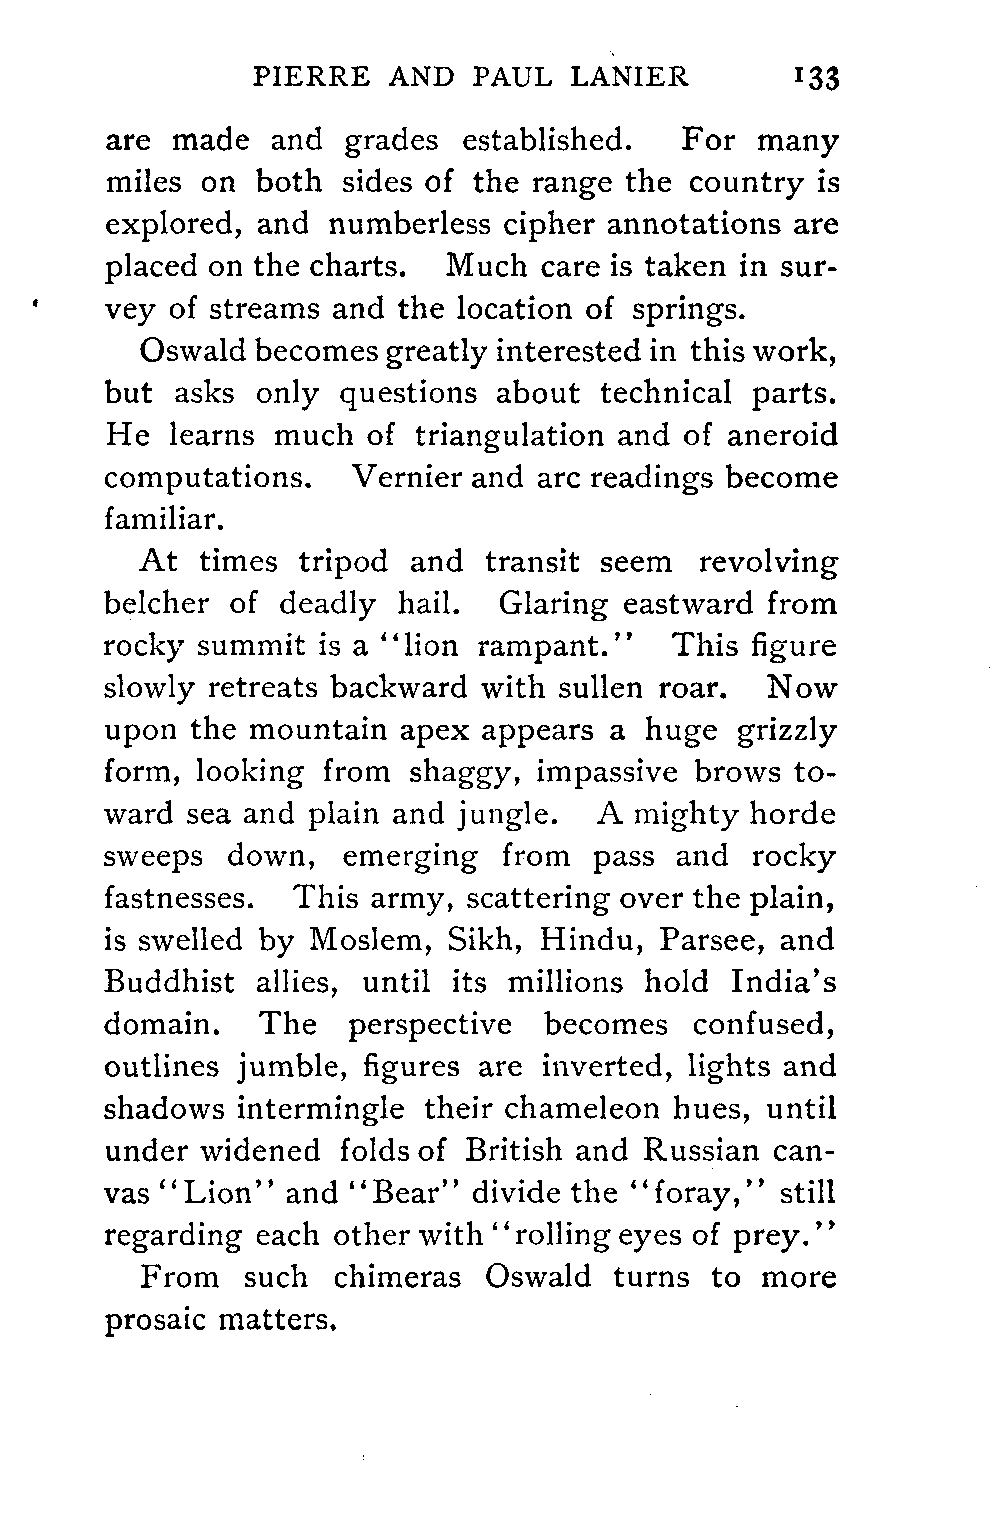 PIERRE AND PAUL LANIER 133
are made and grades established. For many
miles on both sides of the range the country is
explored, and numberless cipher annotations are
placed on the charts. Much care is taken in sur-
vey of streams and the location of springs.
Oswald becomes greatly interested in this work,
but asks only questions about technical parts.
He learns much of triangulation and of aneroid
computations. Vernier and arc readings become
familiar.
At times tripod and transit seem revolving
belcher of deadly hail. Glaring eastward from
rocky summit is a "lion rampant." This figure
slowly retreats backward with sullen roar. Now
upon the mountain apex appears a huge grizzly
form, looking from shaggy, impassive brows to-
ward sea and plain and jungle. A mighty horde
sweeps down, emerging from pass and rocky
fastnesses. This army, scattering over the plain,
is swelled by Moslem, Sikh, Hindu, Parsee, and
Buddhist allies, until its millions hold India's
domain. The perspective becomes confused,
outlines jumble, figures are inverted, lights and
shadows intermingle their chameleon hues, until
under widened folds of British and Russian can-
vas "Lion" and "Bear" divide the "foray," still
regarding each other with "rolling eyes of prey."
From such chimeras Oswald turns to more
prosaic matters.